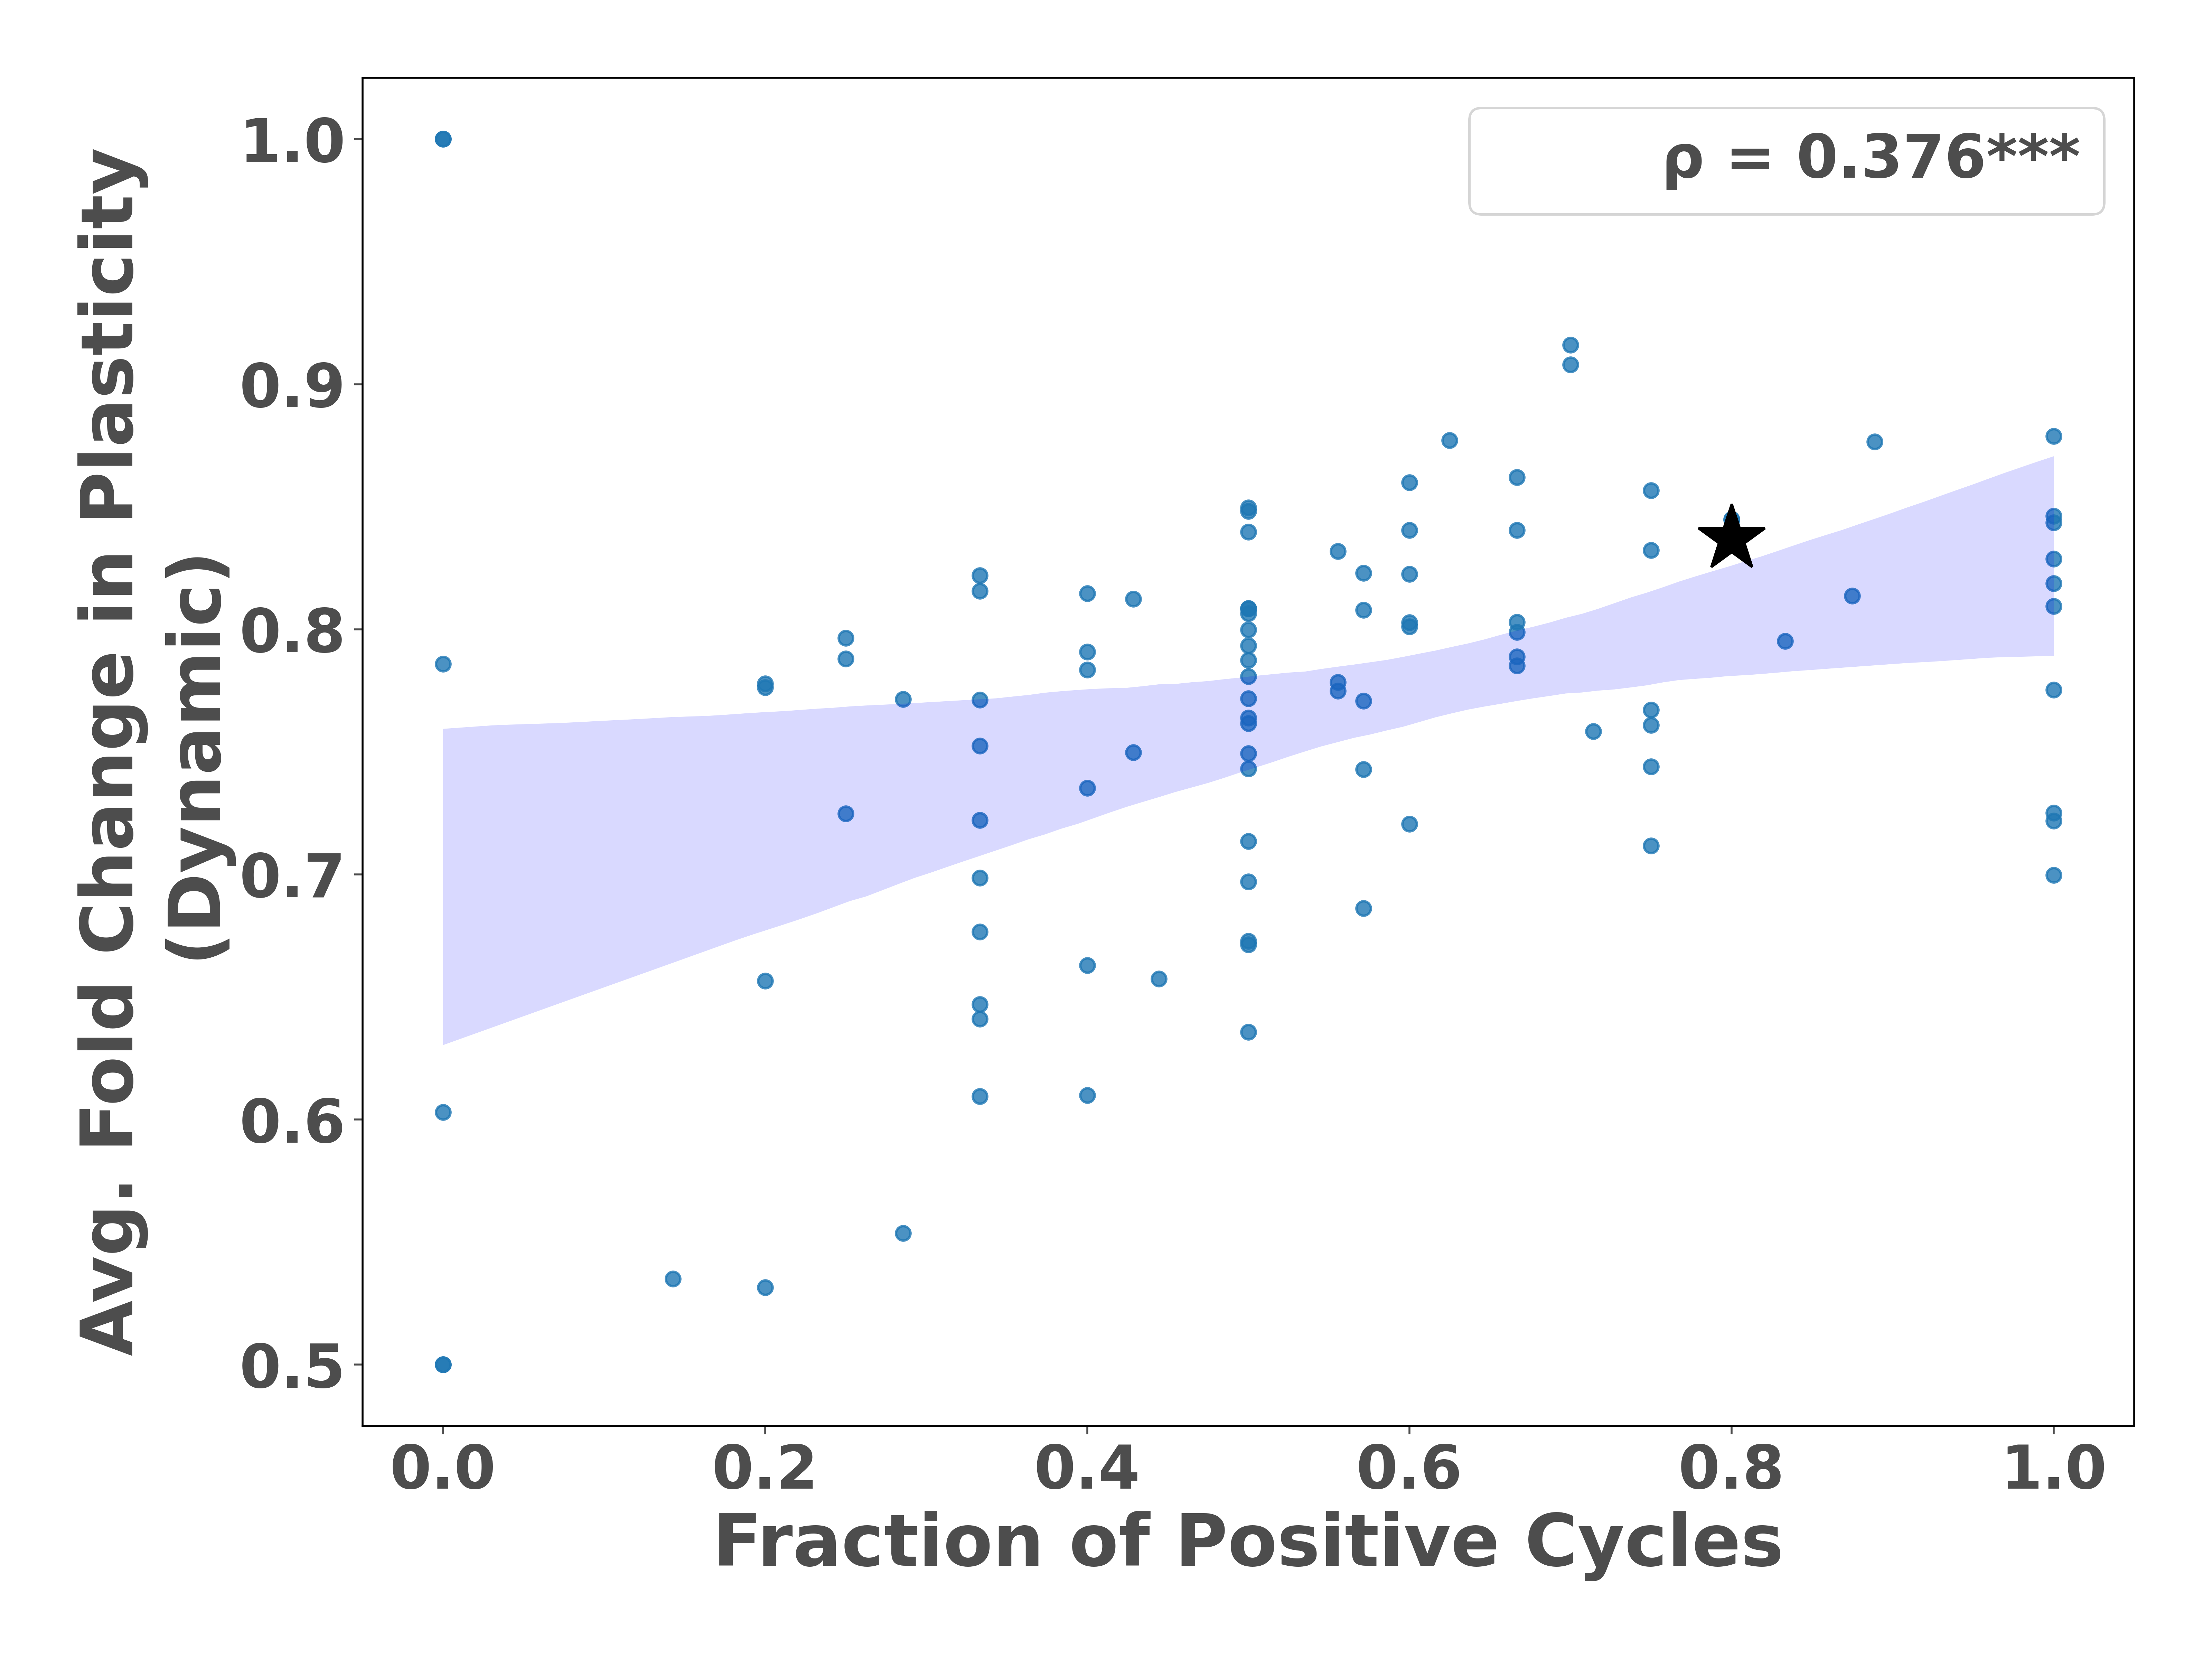 Avg. Fold Change in Plasticity
(Dynamic)
1.0
0.9
0.8
0.7
0.6
0.5
ρ = 0.376***
0.0 0.2 0.4 0.6 0.8 1.0
Fraction of Positive Cycles